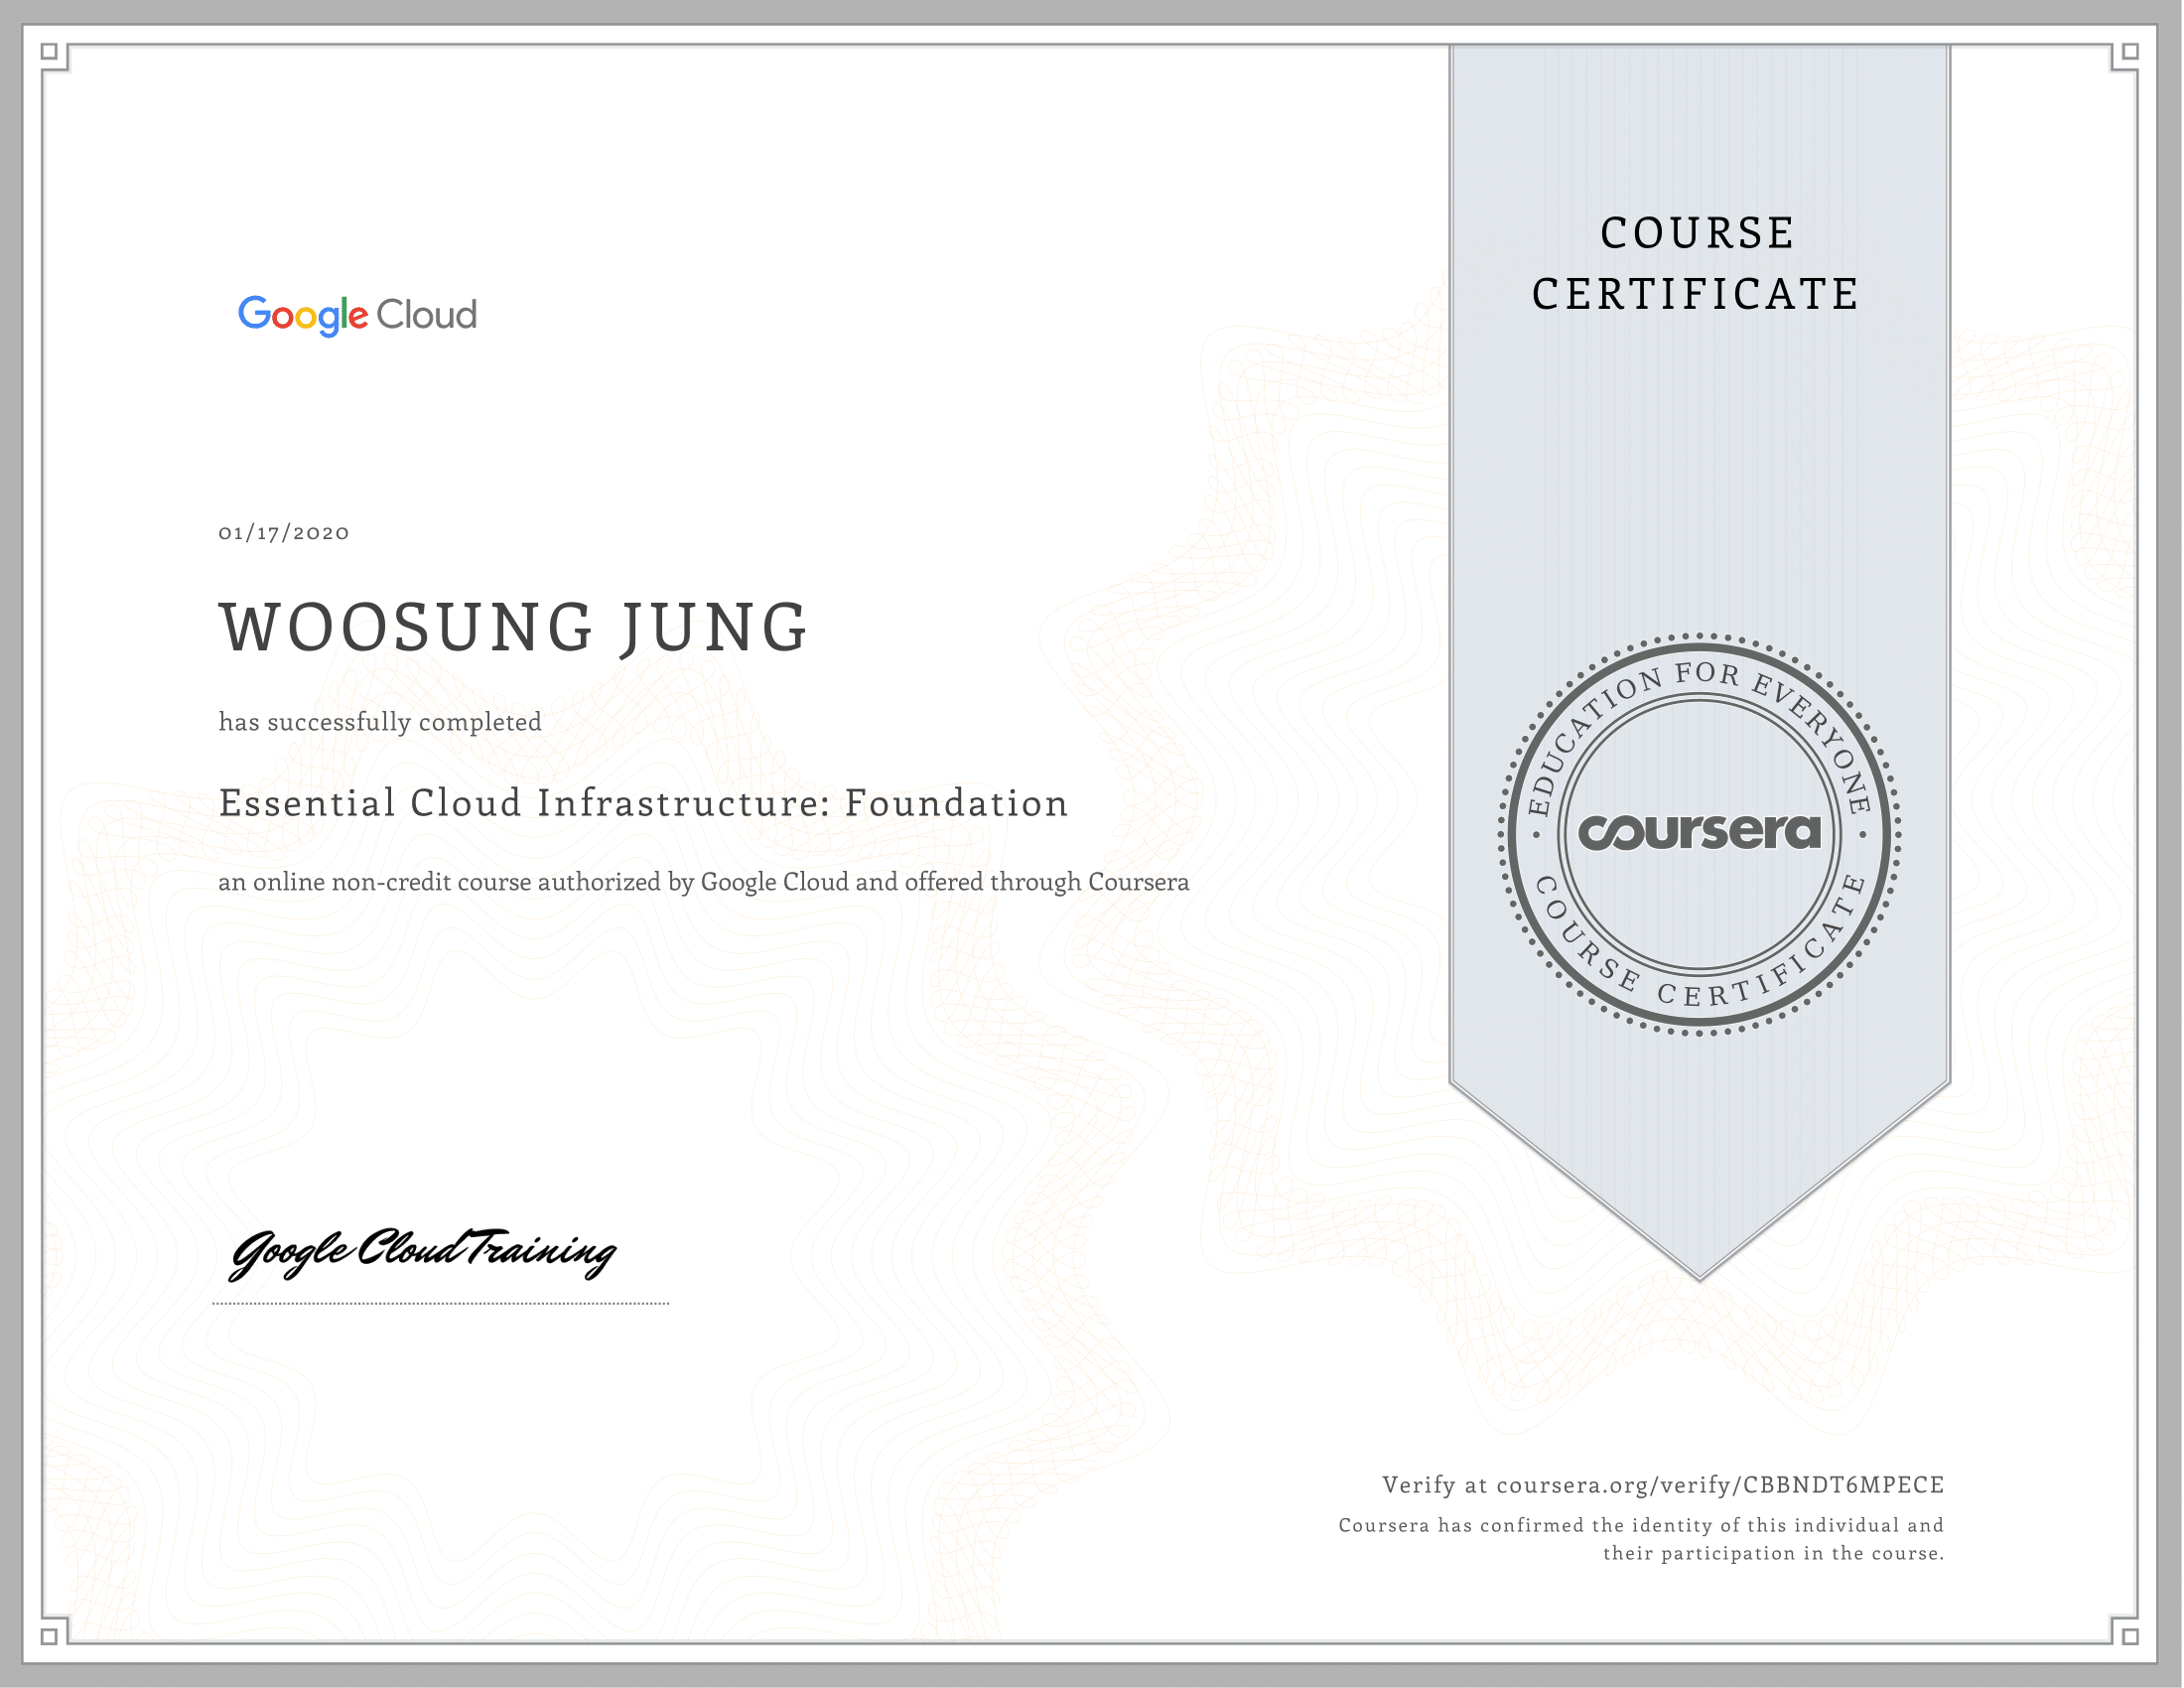 Google Cloud
COURSE
CERTIFICATE
01/17/2020
WOOSUNG JUNG
has successfully completed
Essential Cloud Infrastructure: Foundation
an online non-credit course authorized by Google Cloud and offered through Coursera
EDUCATION FOR EVERYONE
coursera
COURSE CERTIFICATE
Google Cloud Training
Verify at coursera.org/verify/CBBNDT6MPECE
Coursera has confirmed the identity of this individual and
their participation in the course.